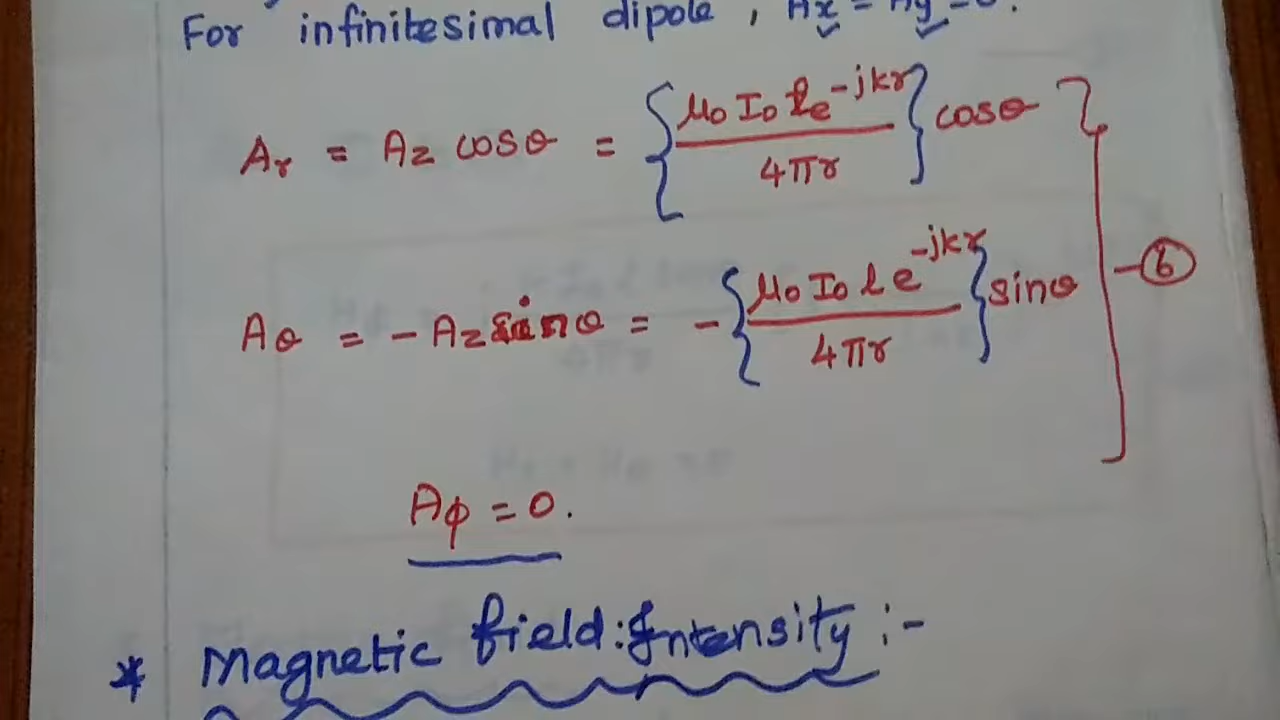 For infinitesimal dipole, Ax = Ay = 0.
Ar = Az cosθ = {μ0 I0 l e^-jkr / 4πr} cosθ
Aθ = - Az sinθ = - {μ0 I0 l e^-jkr / 4πr} sinθ
-⑥
Aφ = 0.
* Magnetic field: Intensity :-